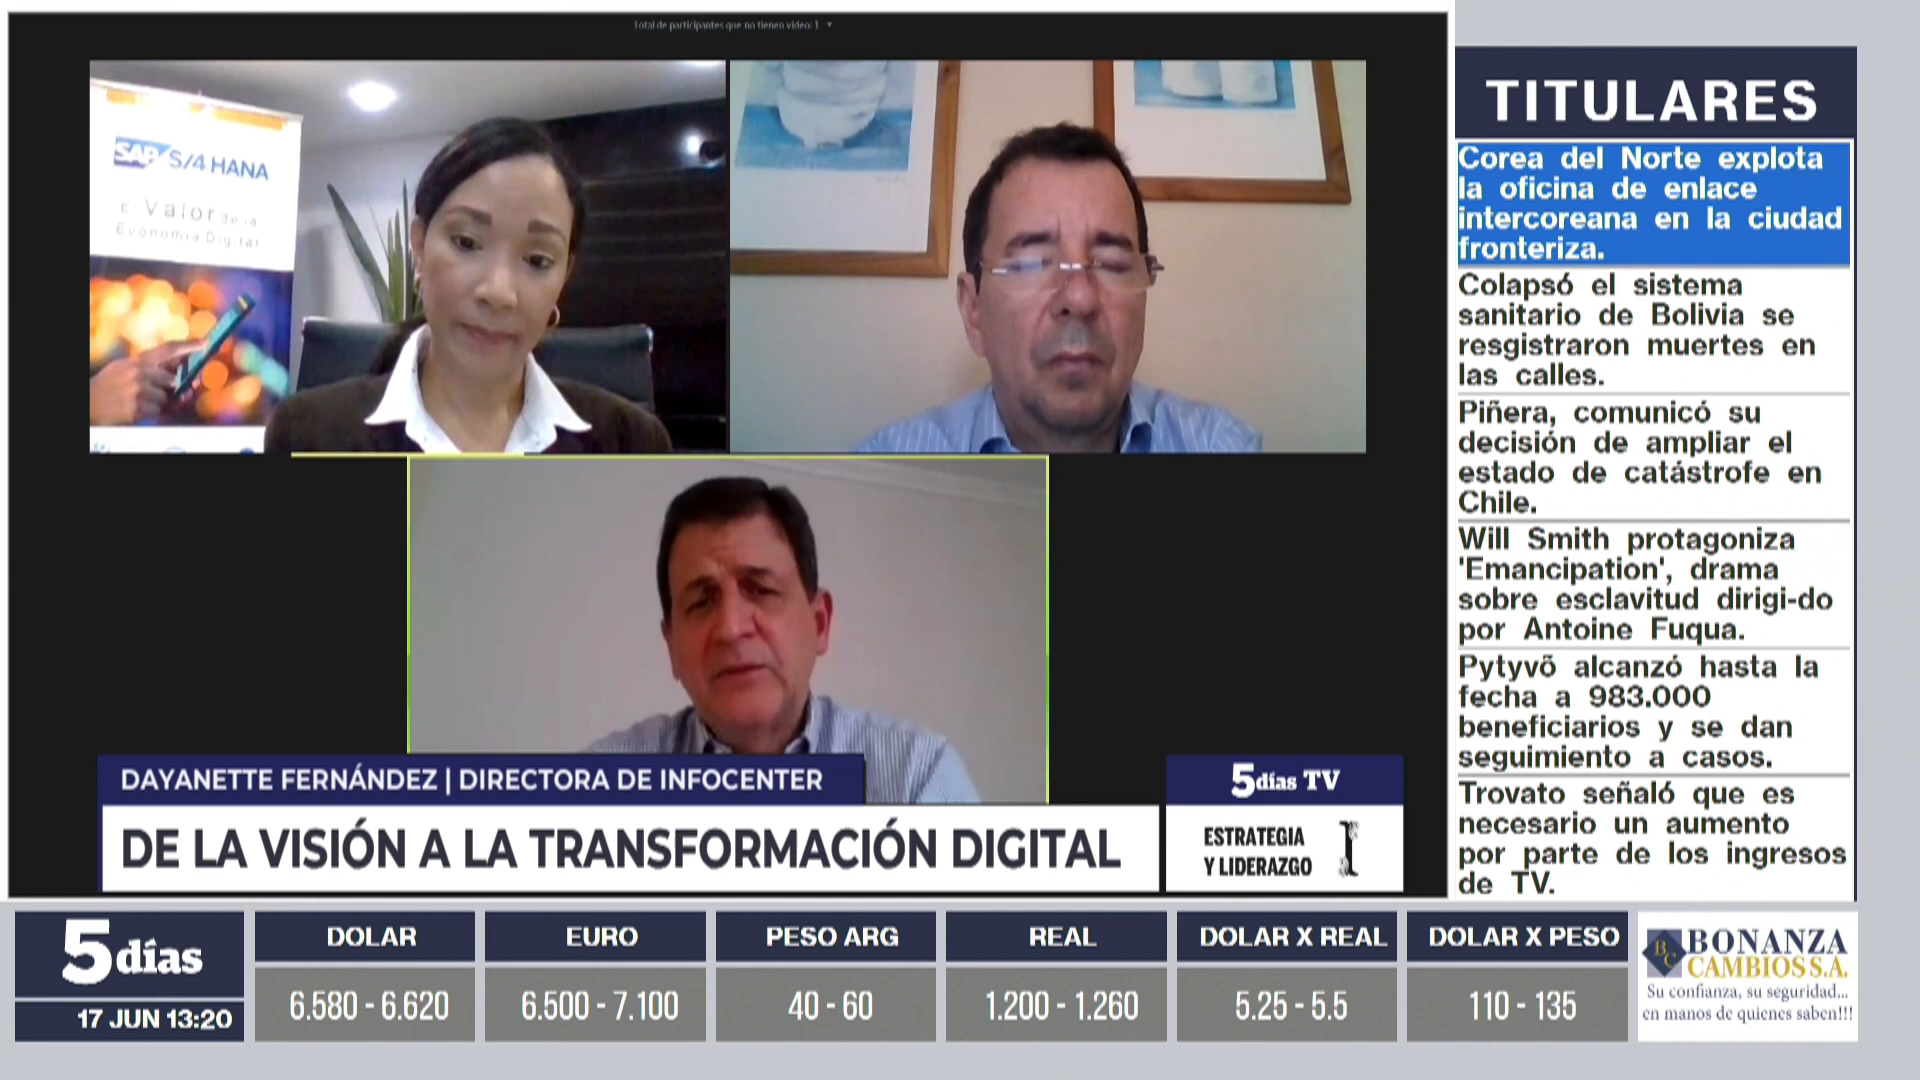 Total de participantes que no tienen video: 1
SAP S/4 HANA
El Valor de la
Economía Digital
DAYANETTE FERNÁNDEZ | DIRECTORA DE INFOCENTER
DE LA VISIÓN A LA TRANSFORMACIÓN DIGITAL
5días TV
ESTRATEGIA
Y LIDERAZGO
TITULARES
Corea del Norte explota
la oficina de enlace
intercoreana en la ciudad
fronteriza.
Colapsó el sistema
sanitario de Bolivia se
resgistraron muertes en
las calles.
Piñera, comunicó su
decisión de ampliar el
estado de catástrofe en
Chile.
Will Smith protagoniza
'Emancipation', drama
sobre esclavitud dirigi-do
por Antoine Fuqua.
Pytyvõ alcanzó hasta la
fecha a 983.000
beneficiarios y se dan
seguimiento a casos.
Trovato señaló que es
necesario un aumento
por parte de los ingresos
de TV.
5días
17 JUN 13:20
DOLAR
6.580 - 6.620
EURO
6.500 - 7.100
PESO ARG
40 - 60
REAL
1.200 - 1.260
DOLAR X REAL
5.25 - 5.5
DOLAR X PESO
110 - 135
BC
BONANZA
CAMBIOS S.A.
Su confianza, su seguridad...
en manos de quienes saben!!!